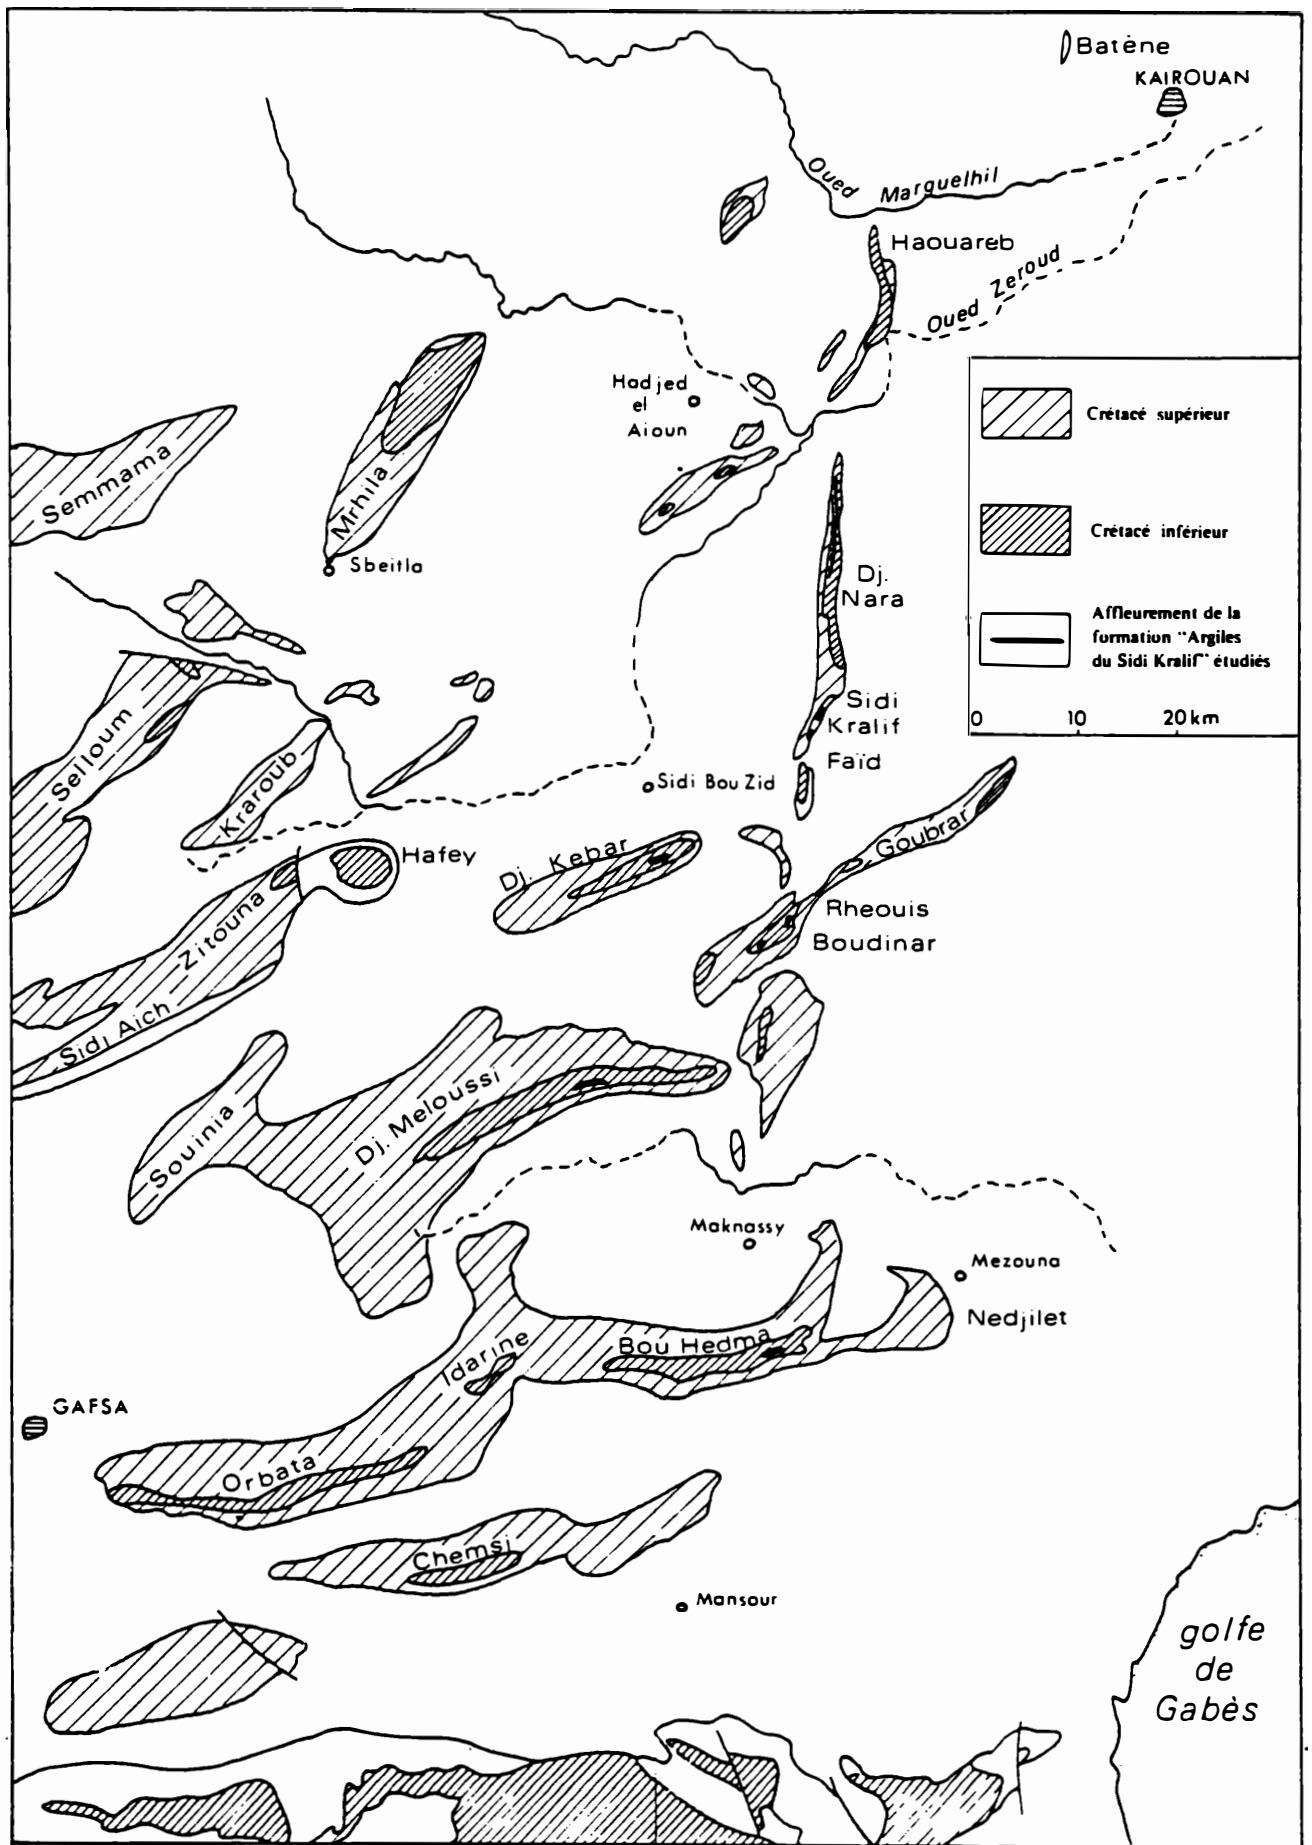 Batène
KAIROUAN
Oued Marguelhil
Haouareb
Oued Zeroud
Hadjed
el
Aioun
Crétacé supérieur
Semmama
Mrhila
Crétacé inférieur
Sbeitla
Dj.
Nara
Affleurement de la
formation "Argiles
du Sidi Kralif" étudiés
Sidi
Kralif
0 10 20 km
Selloum
Kraroub
Faïd
Sidi Bou Zid
Goubrar
Hafey
Dj. Kebar
Zitouna
Rheouis
Boudinar
Sidi Aich
Souinia
Dj. Meloussi
Maknassy
Mezouna
Nedjilet
Bou Hedma
Idarine
GAFSA
Orbata
Chemsi
Mansour
golfe
de
Gabès